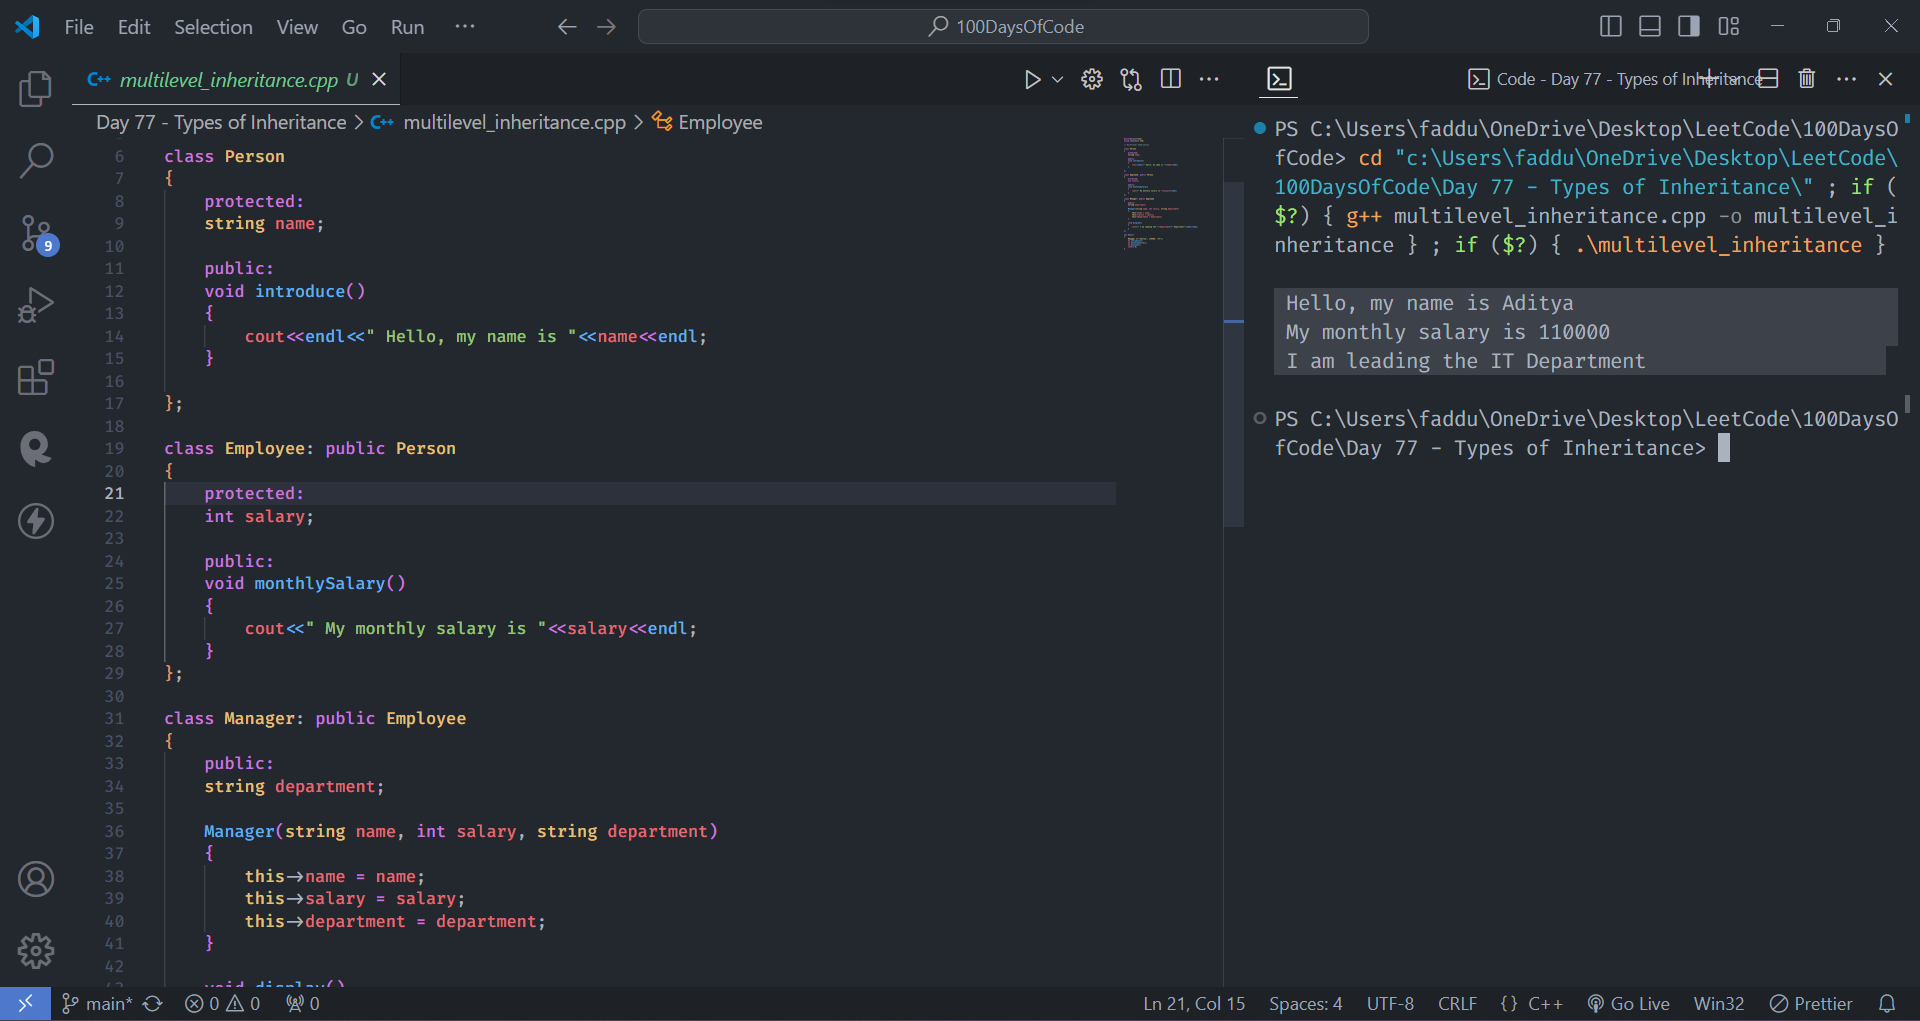 File Edit Selection View Go Run ··· 100DaysOfCode
C++ multilevel_inheritance.cpp U
Code - Day 77 - Types of Inheritance
Day 77 - Types of Inheritance > C++ multilevel_inheritance.cpp > Employee
6 class Person
7 {
8 protected:
9 string name;
10
11 public:
12 void introduce()
13 {
14 cout<<endl<<" Hello, my name is "<<name<<endl;
15 }
16
17 };
18
19 class Employee: public Person
20 {
21 protected:
22 int salary;
23
24 public:
25 void monthlySalary()
26 {
27 cout<<" My monthly salary is "<<salary<<endl;
28 }
29 };
30
31 class Manager: public Employee
32 {
33 public:
34 string department;
35
36 Manager(string name, int salary, string department)
37 {
38 this->name = name;
39 this->salary = salary;
40 this->department = department;
41 }
42
43 void display()
PS C:\Users\faddu\OneDrive\Desktop\LeetCode\100DaysO
fCode> cd "c:\Users\faddu\OneDrive\Desktop\LeetCode\
100DaysOfCode\Day 77 - Types of Inheritance\" ; if (
$?) { g++ multilevel_inheritance.cpp -o multilevel_i
nheritance } ; if ($?) { .\multilevel_inheritance }
Hello, my name is Aditya
My monthly salary is 110000
I am leading the IT Department
PS C:\Users\faddu\OneDrive\Desktop\LeetCode\100DaysO
fCode\Day 77 - Types of Inheritance>
9
main* 0 0 0 Ln 21, Col 15 Spaces: 4 UTF-8 CRLF {} C++ Go Live Win32 Prettier